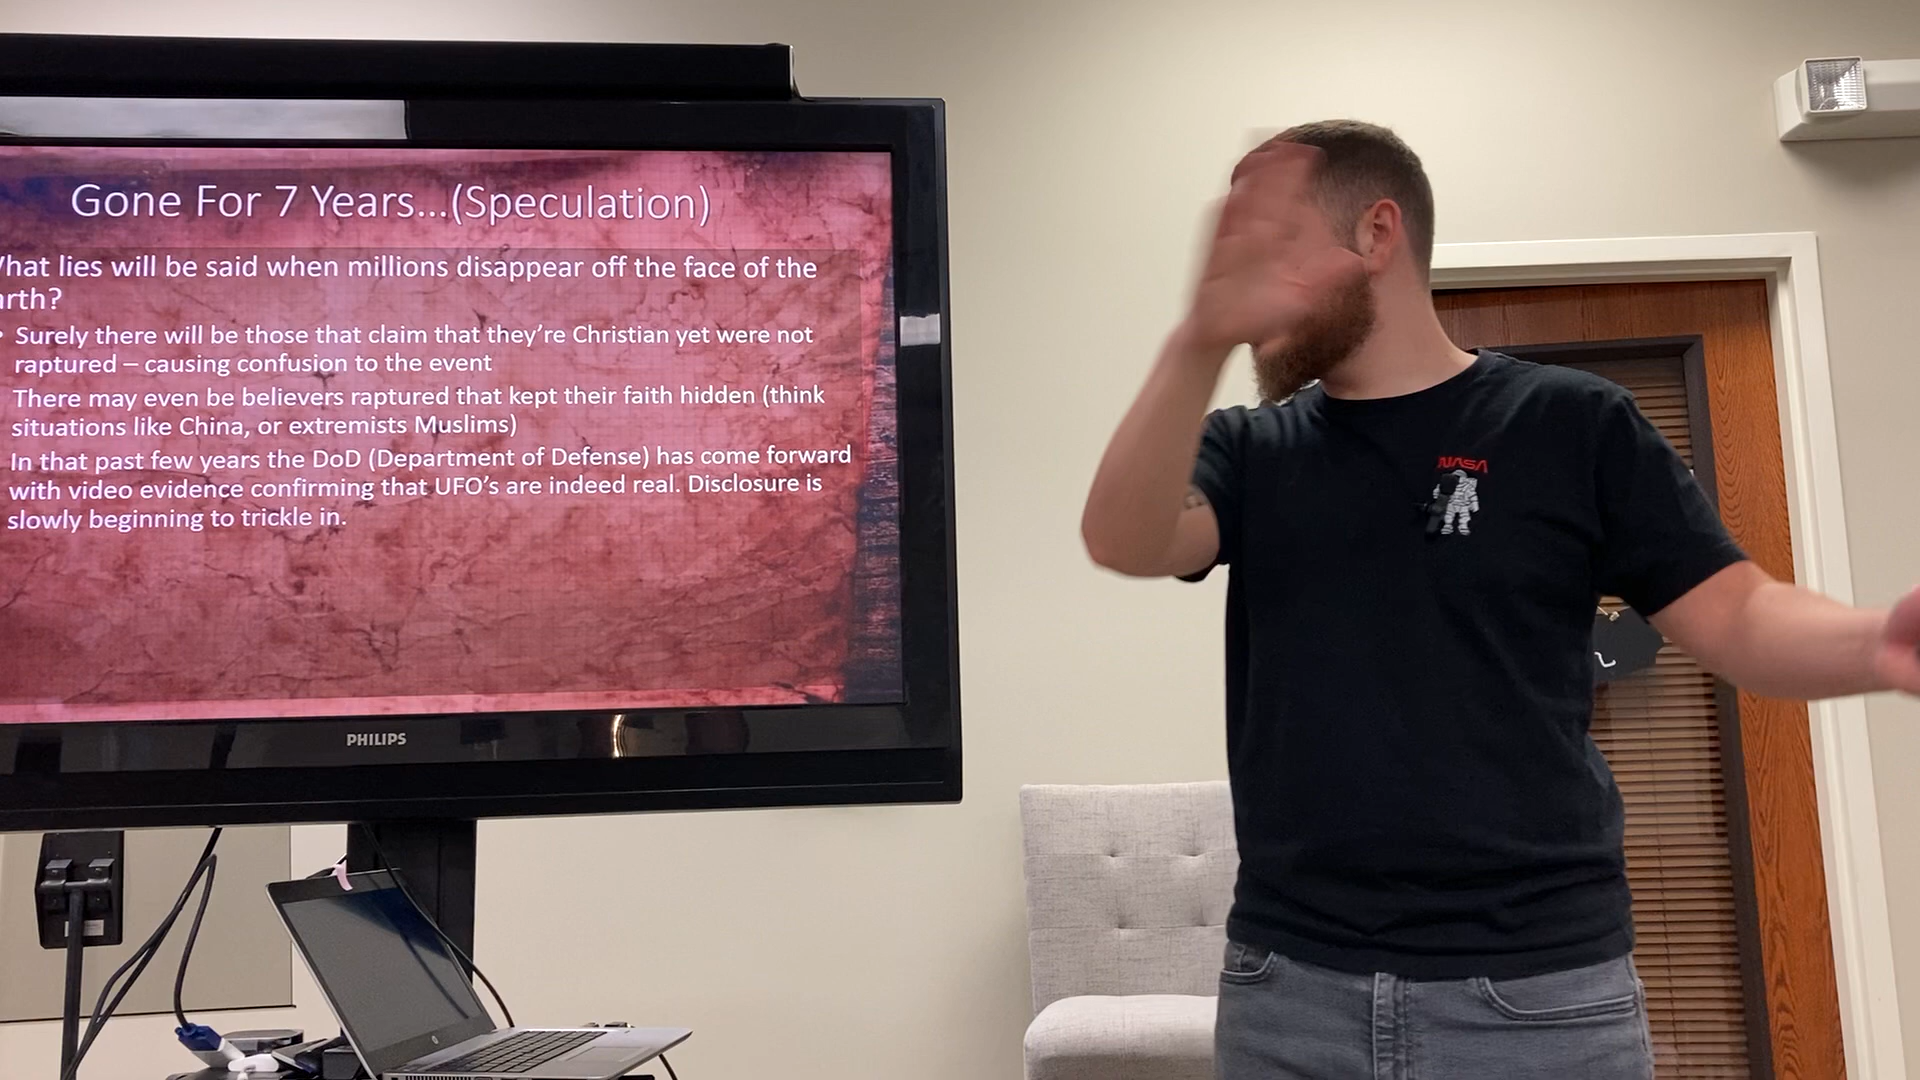 Gone For 7 Years...(Speculation)
hat lies will be said when millions disappear off the face of the
arth?
• Surely there will be those that claim that they're Christian yet were not
raptured – causing confusion to the event
There may even be believers raptured that kept their faith hidden (think
situations like China, or extremists Muslims)
In that past few years the DoD (Department of Defense) has come forward
with video evidence confirming that UFO's are indeed real. Disclosure is
slowly beginning to trickle in.
PHILIPS
NASA